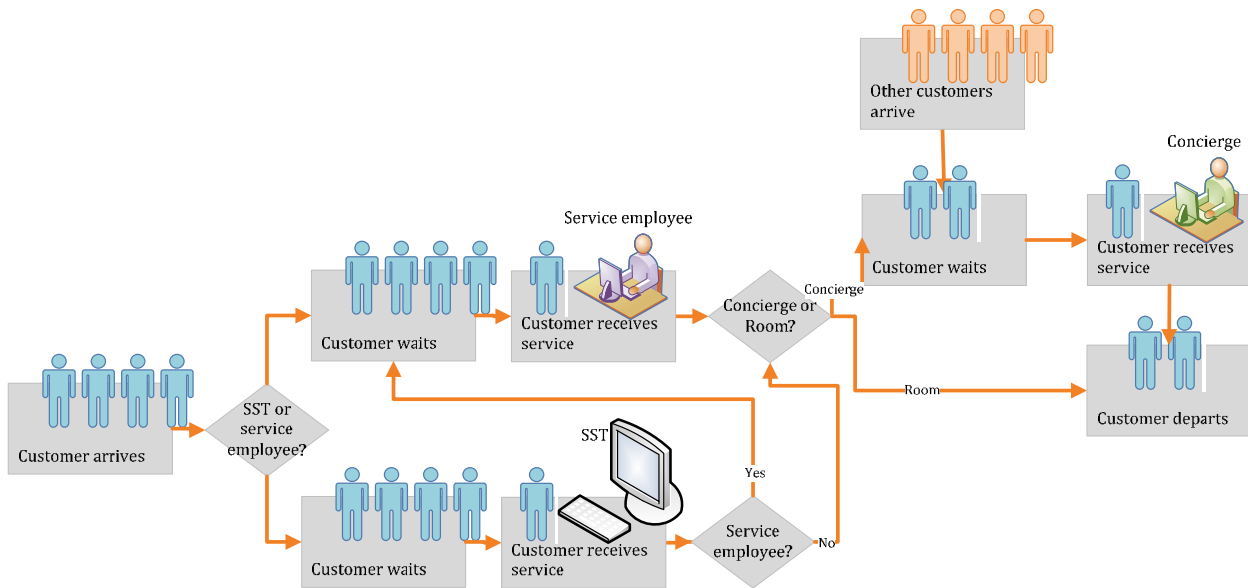 Other customers
arrive
Concierge
Service employee
Customer waits
Customer receives
service
Concierge
Concierge or
Room?
Customer waits
Customer receives
service
Room
Customer departs
SST or
service
employee?
Customer arrives
SST
Yes
Service
employee?
No
Customer waits
Customer receives
service